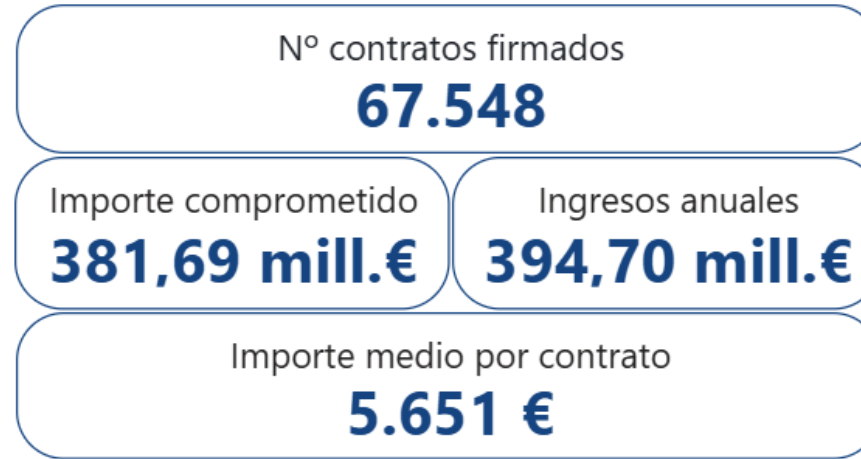 Nº contratos firmados
67.548
Importe comprometido
381,69 mill.€
Ingresos anuales
394,70 mill.€
Importe medio por contrato
5.651 €